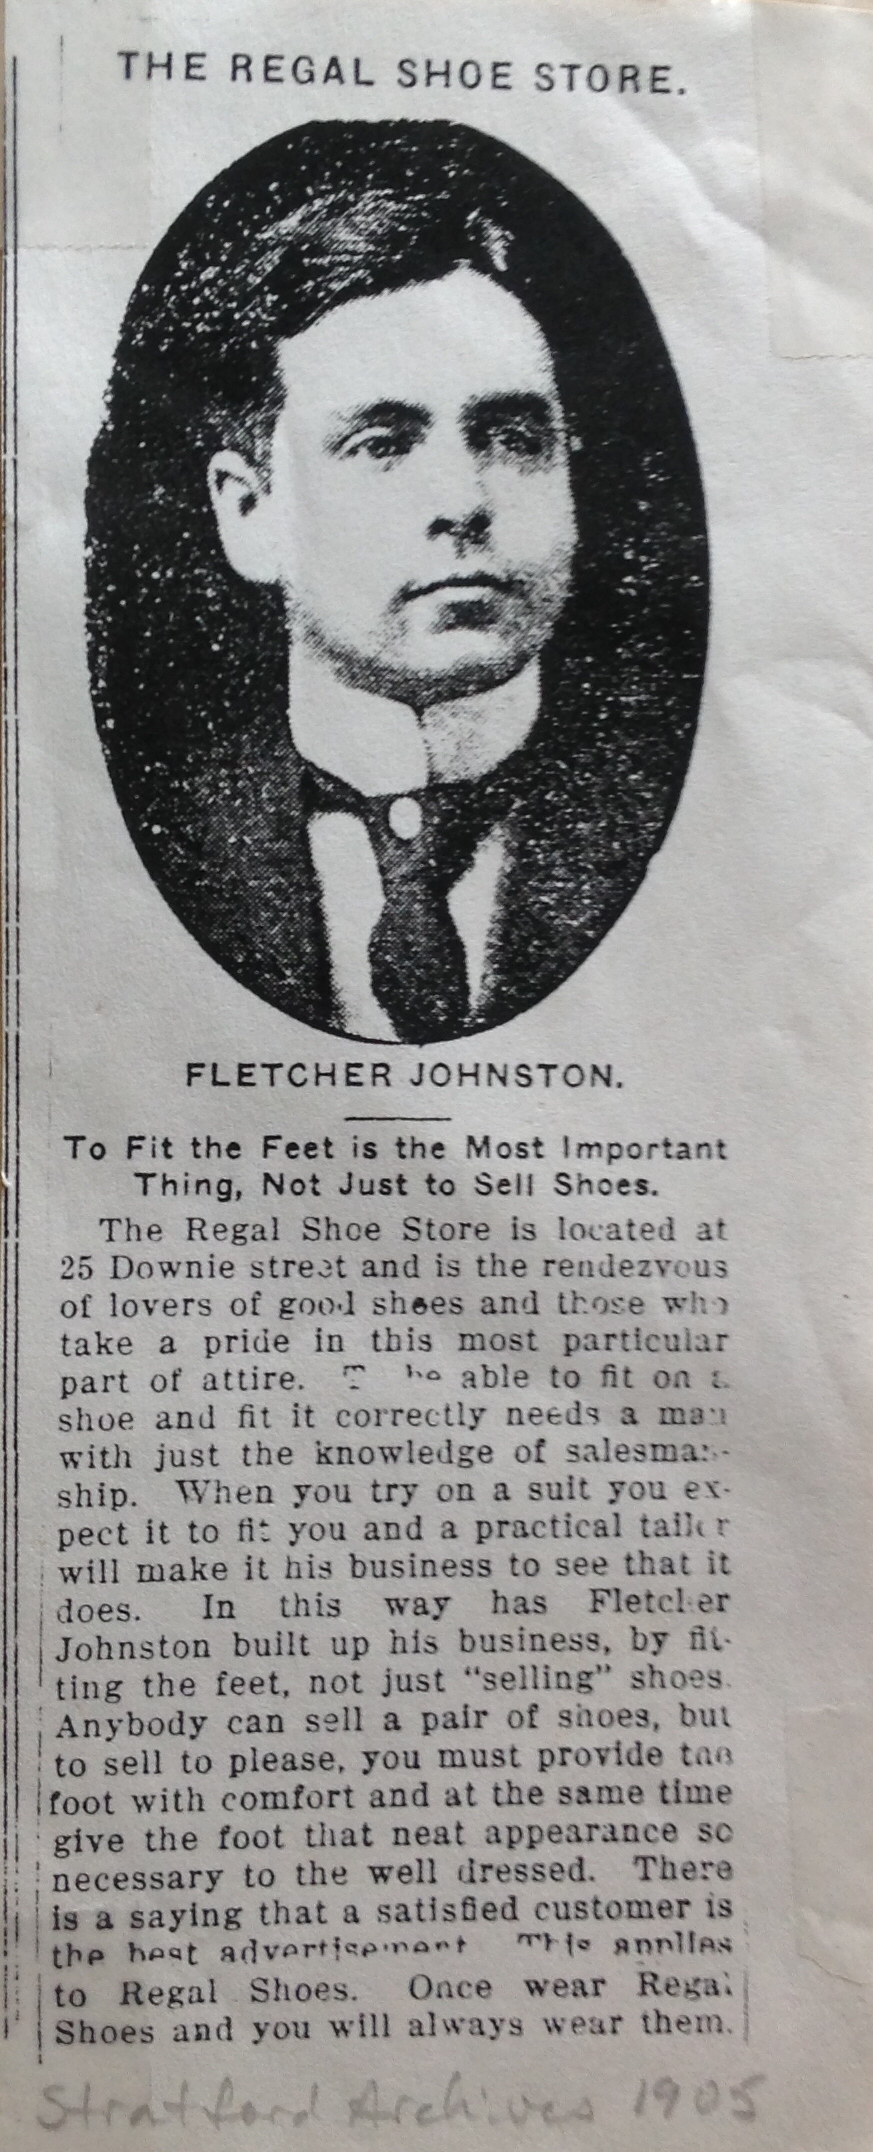 THE REGAL SHOE STORE.
FLETCHER JOHNSTON.
To Fit the Feet is the Most Important
Thing, Not Just to Sell Shoes.
The Regal Shoe Store is located at
25 Downie street and is the rendezvous
of lovers of good shoes and those who
take a pride in this most particular
part of attire. To be able to fit on a
shoe and fit it correctly needs a man
with just the knowledge of salesman-
ship. When you try on a suit you ex-
pect it to fit you and a practical tailor
will make it his business to see that it
does. In this way has Fletcher
Johnston built up his business, by fit-
ting the feet, not just “selling” shoes.
Anybody can sell a pair of shoes, but
to sell to please, you must provide the
foot with comfort and at the same time
give the foot that neat appearance so
necessary to the well dressed. There
is a saying that a satisfied customer is
the best advertisement. This applies
to Regal Shoes. Once wear Regal
Shoes and you will always wear them.
Stratford Archives 1905